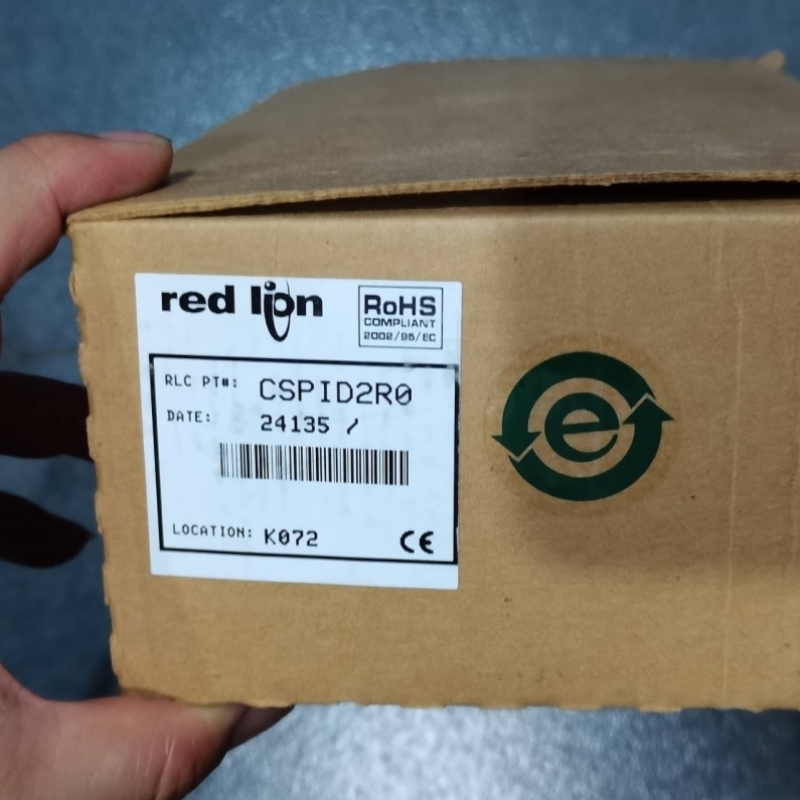 red lion
RoHS
COMPLIANT
2002/95/EC
RLC PT#: CSPID2R0
DATE: 24135 /
LOCATION: K072
CE
e